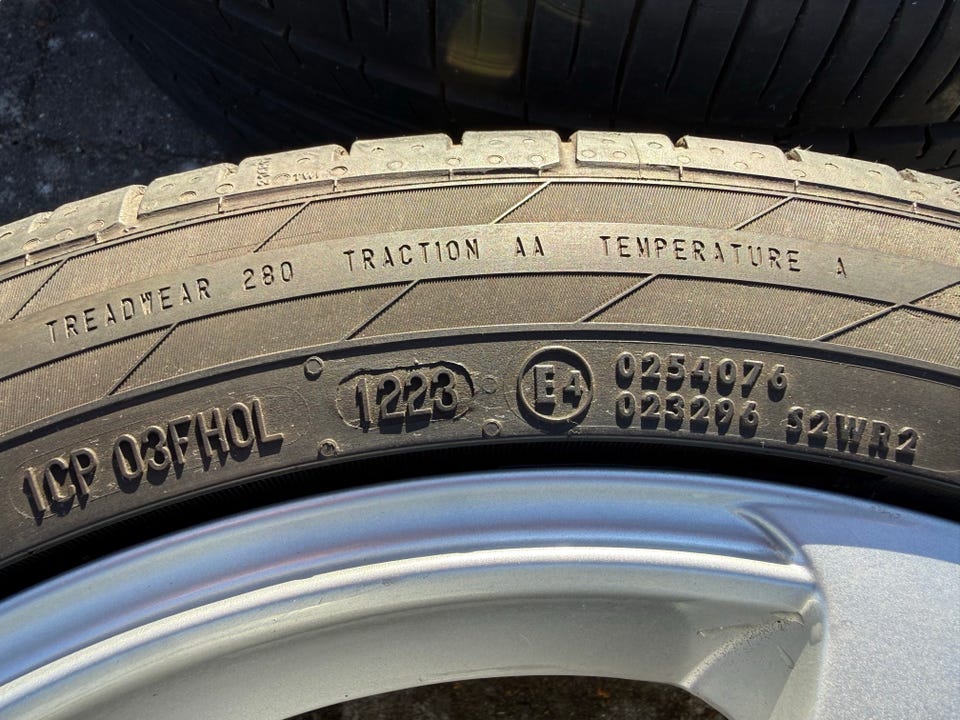 TREADWEAR 280 TRACTION AA TEMPERATURE A
1CP 03FH0L 1223 E4 0254076
023296 S2WR2